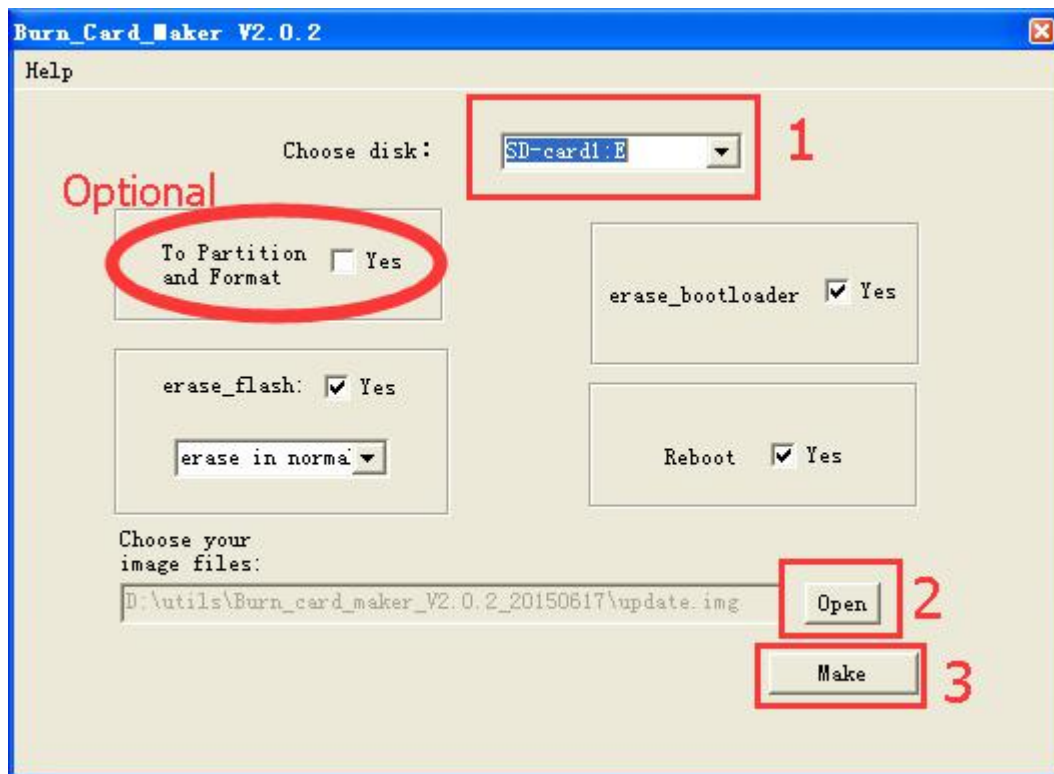 Burn_Card_Maker V2.0.2
Help
Choose disk:
SD-card1:E
1
Optional
To Partition
and Format
Yes
erase_bootloader
Yes
erase_flash:
Yes
erase in norma
Reboot
Yes
Choose your
image files:
D:\utils\Burn_card_maker_V2.0.2_20150617\update.img
Open
2
Make
3